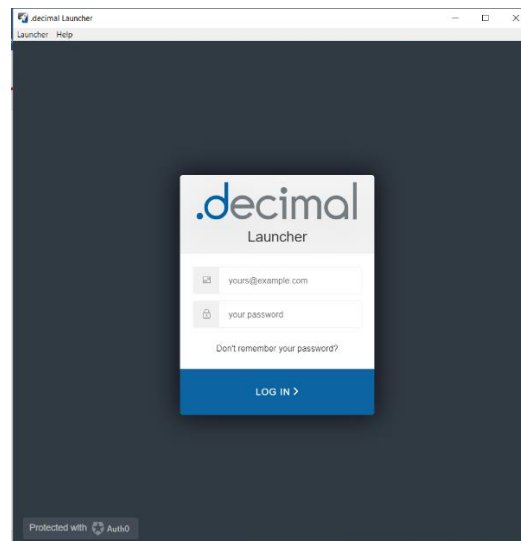 .decimal Launcher
Launcher Help
.decimal
Launcher
yours@example.com
your password
Don't remember your password?
LOG IN >
Protected with Auth0